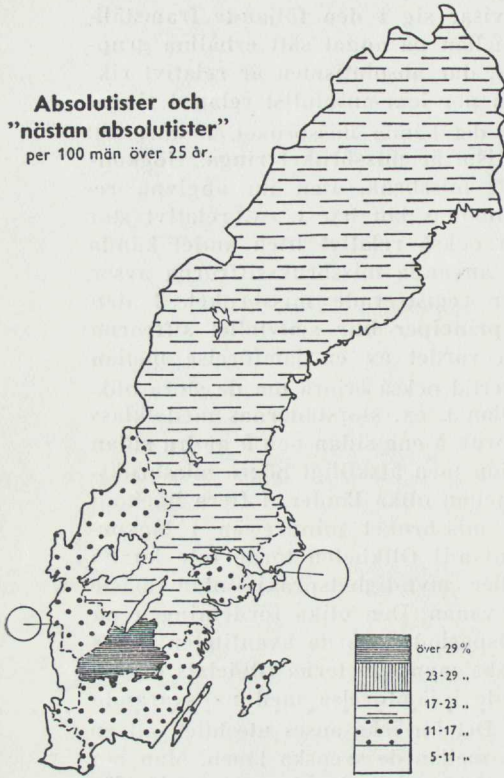 Absolutister och
"nästan absolutister"
per 100 män över 25 år.
över 29 %
23-29 ..
17-23 ..
11-17 ..
5-11 ..